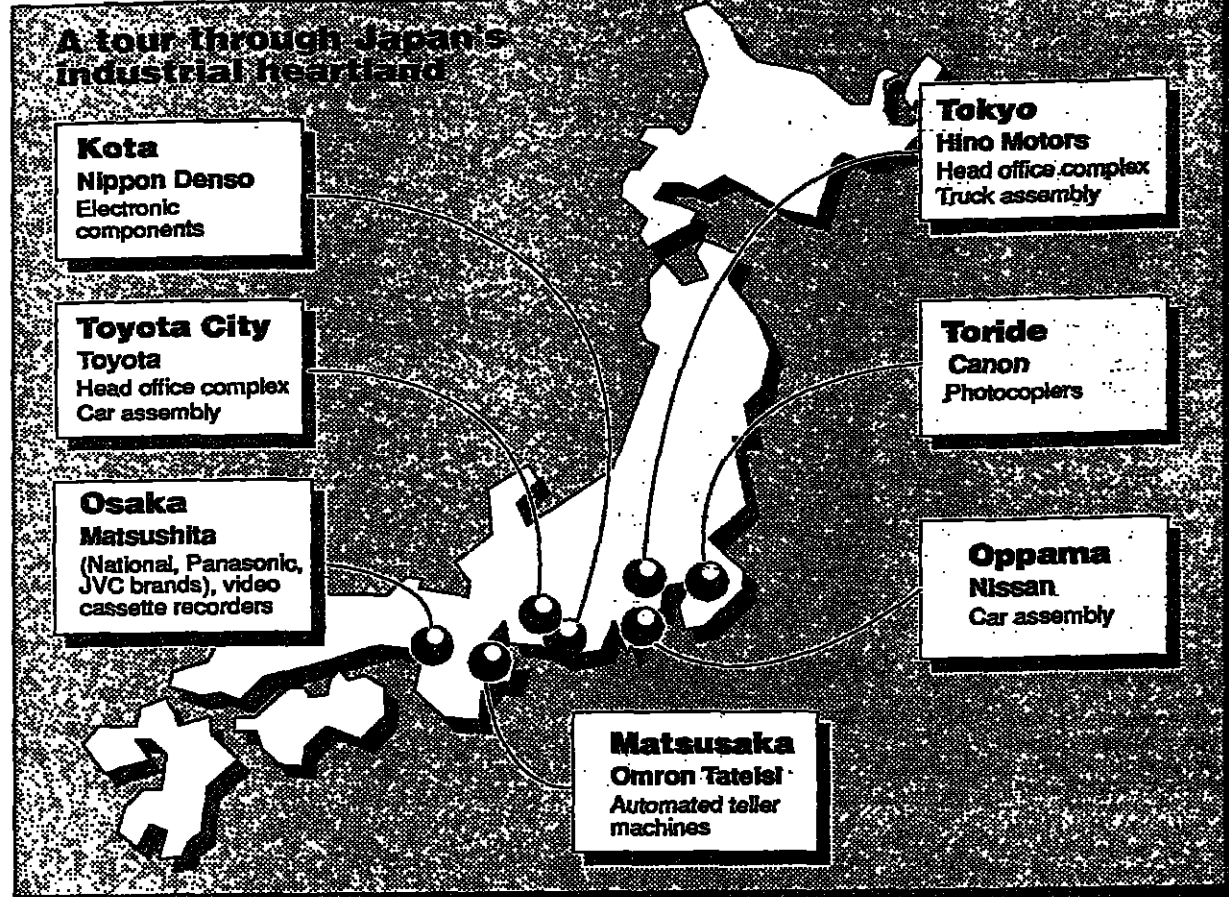 A tour through Japan's
industrial heartland
Kota
Nippon Denso
Electronic
components
Toyota City
Toyota
Head office complex
Car assembly
Osaka
Matsushita
(National, Panasonic,
JVC brands), video
cassette recorders
Tokyo
Hino Motors
Head office complex
Truck assembly
Toride
Canon
Photocopiers
Oppama
Nissan
Car assembly
Matsusaka
Omron Tateisi
Automated teller
machines